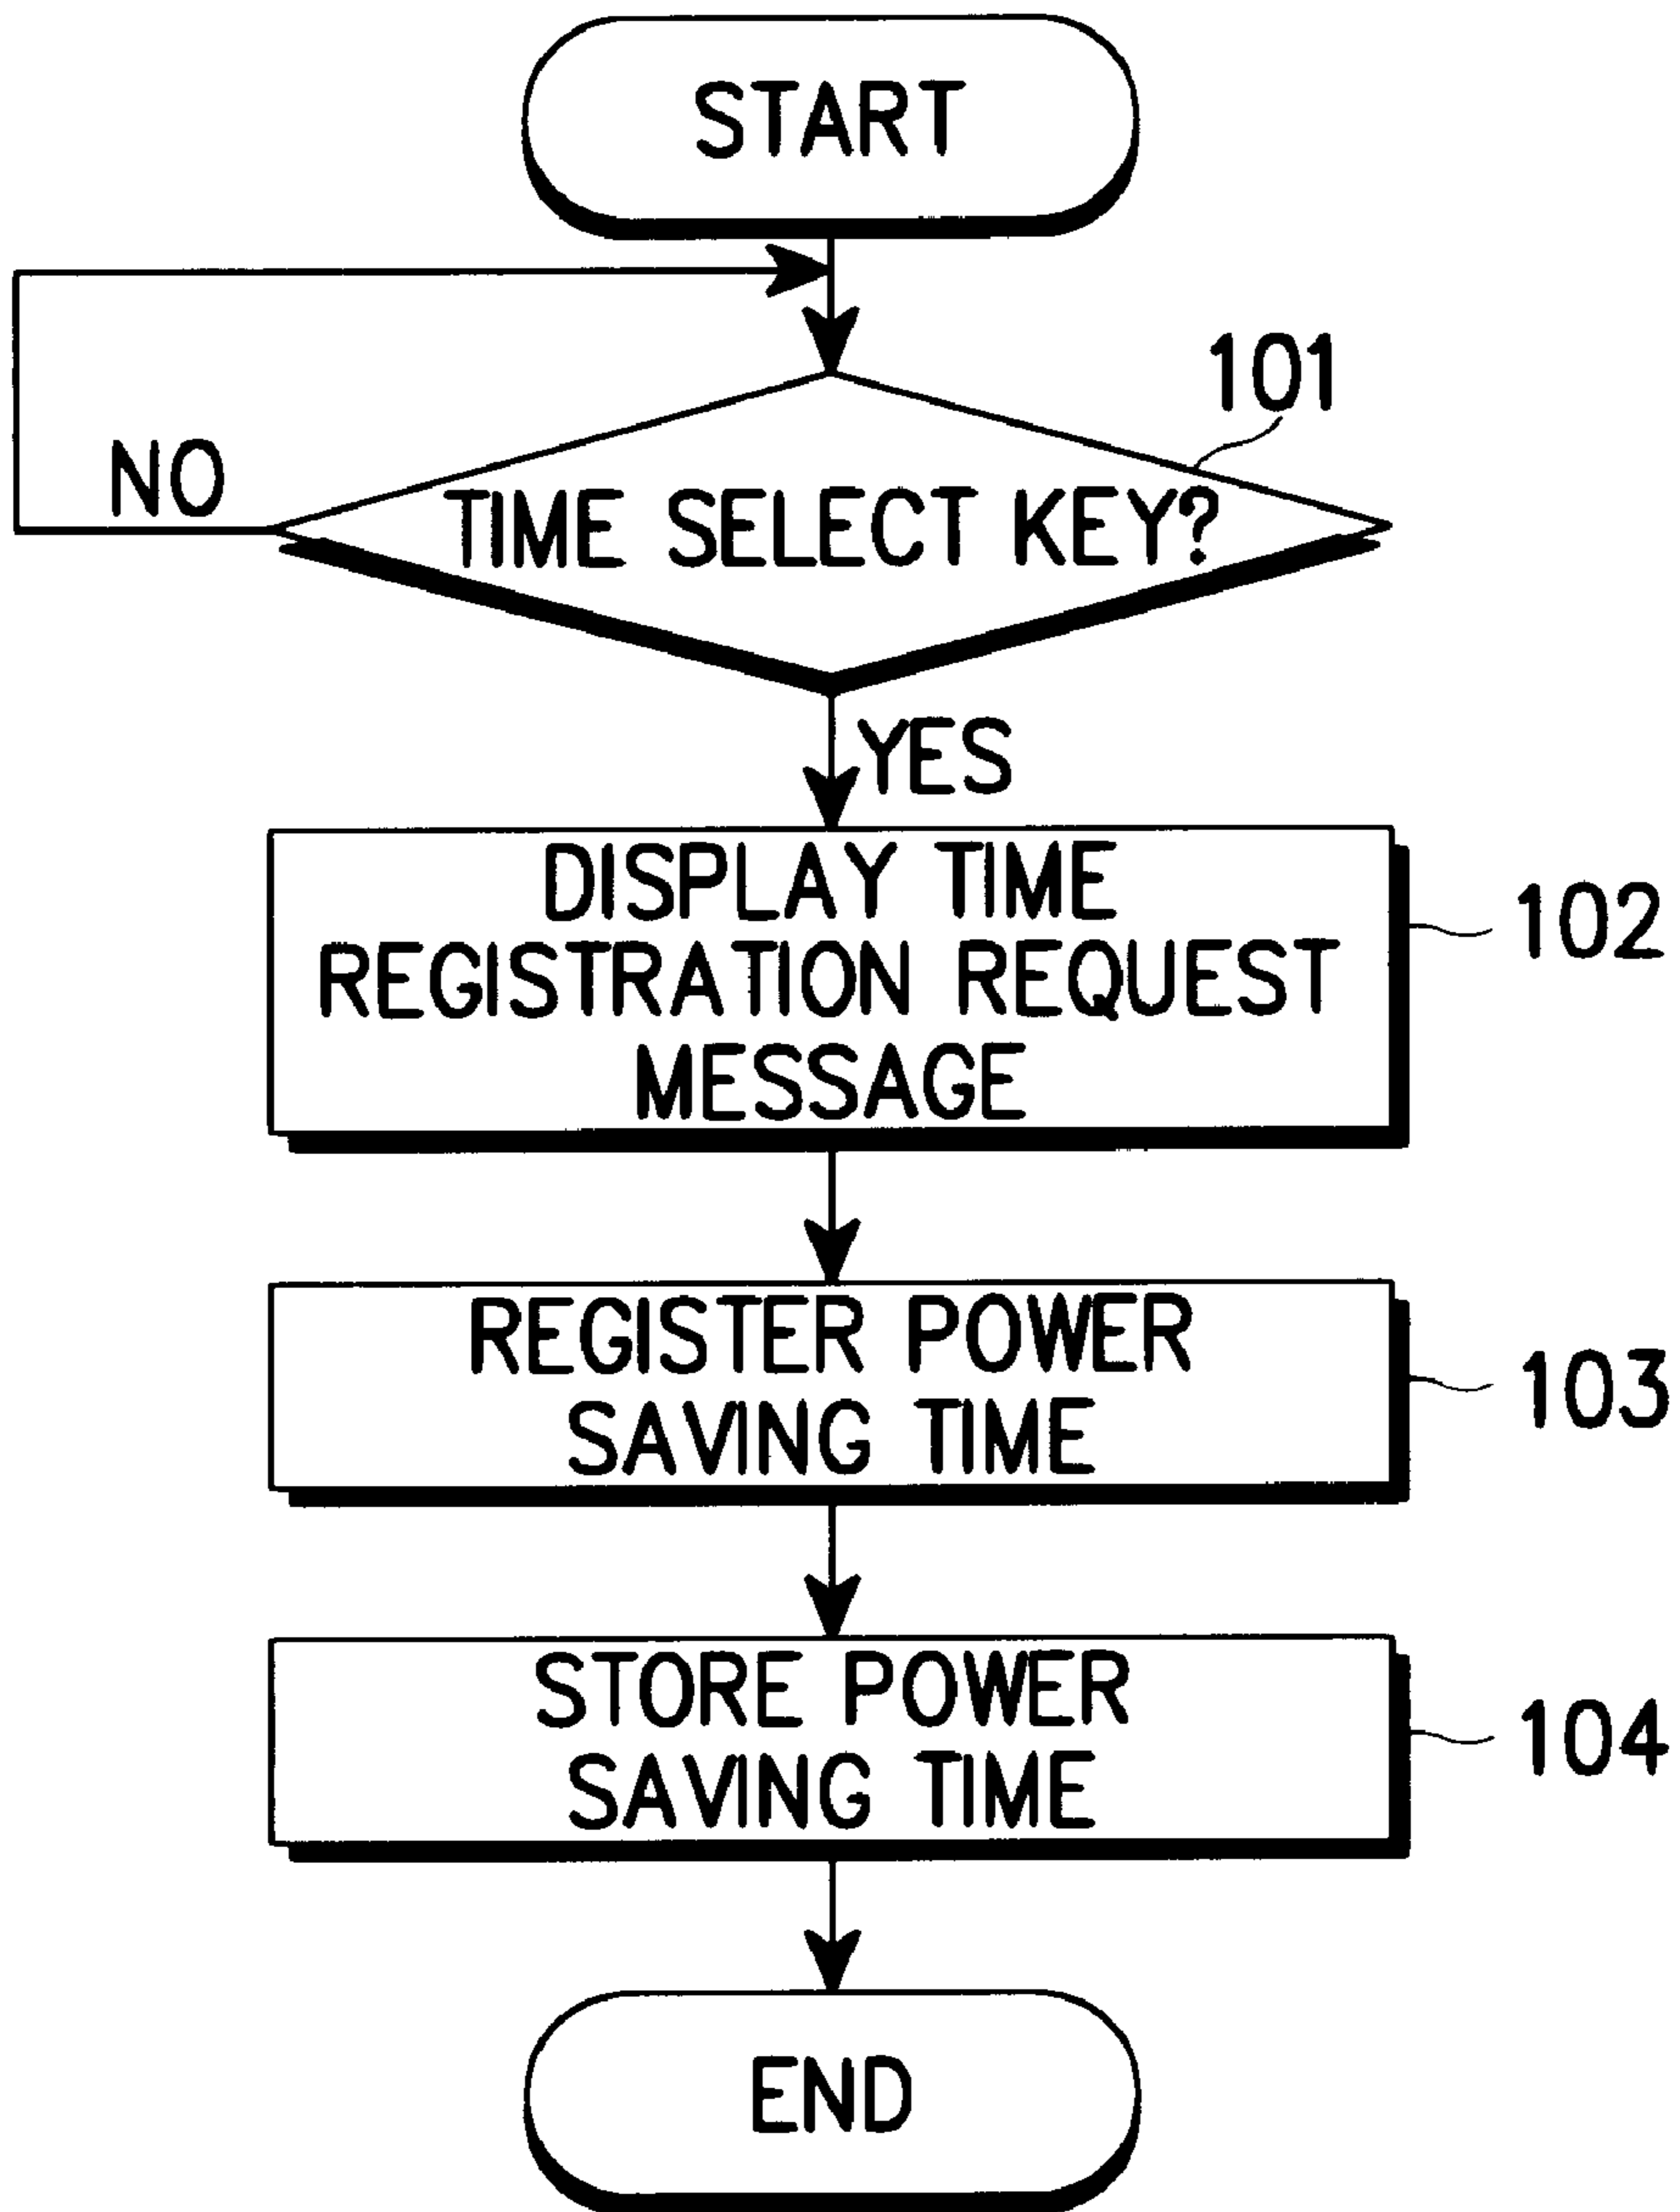 START
101
NO
TIME SELECT KEY?
YES
DISPLAY TIME
REGISTRATION REQUEST
MESSAGE
102
REGISTER POWER
SAVING TIME
103
STORE POWER
SAVING TIME
104
END